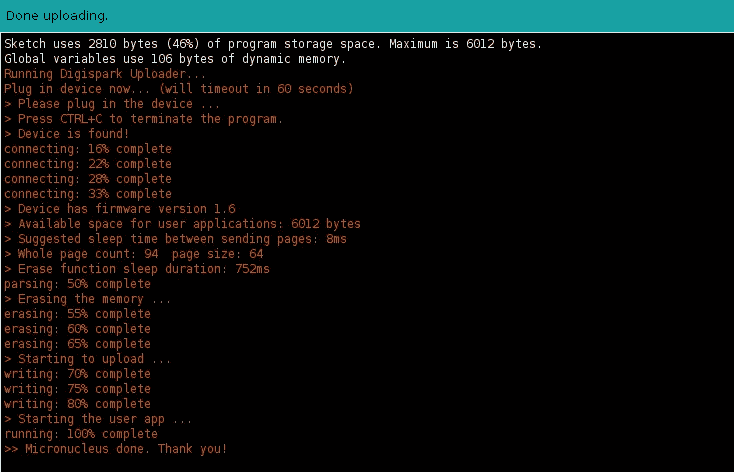 Done uploading.
Sketch uses 2810 bytes (46%) of program storage space. Maximum is 6012 bytes.
Global variables use 106 bytes of dynamic memory.
Running Digispark Uploader...
Plug in device now... (will timeout in 60 seconds)
> Please plug in the device ...
> Press CTRL+C to terminate the program.
> Device is found!
connecting: 16% complete
connecting: 22% complete
connecting: 28% complete
connecting: 33% complete
> Device has firmware version 1.6
> Available space for user applications: 6012 bytes
> Suggested sleep time between sending pages: 8ms
> Whole page count: 94  page size: 64
> Erase function sleep duration: 752ms
parsing: 50% complete
> Erasing the memory ...
erasing: 55% complete
erasing: 60% complete
erasing: 65% complete
> Starting to upload ...
writing: 70% complete
writing: 75% complete
writing: 80% complete
> Starting the user app ...
running: 100% complete
>> Micronucleus done. Thank you!